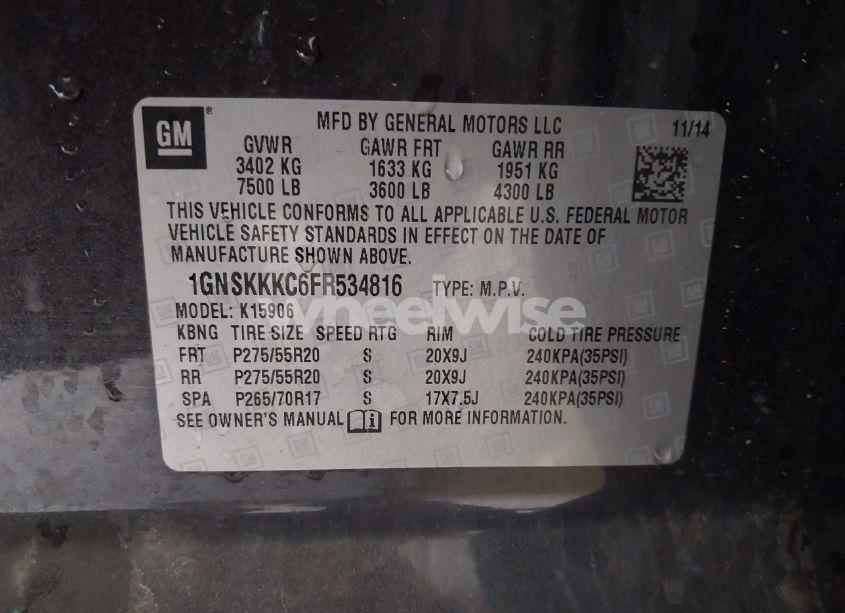 GM®
MFD BY GENERAL MOTORS LLC 11/14
GVWR GAWR FRT GAWR RR
3402 KG 1633 KG 1951 KG
7500 LB 3600 LB 4300 LB
THIS VEHICLE CONFORMS TO ALL APPLICABLE U.S. FEDERAL MOTOR
VEHICLE SAFETY STANDARDS IN EFFECT ON THE DATE OF
MANUFACTURE SHOWN ABOVE.
1GNSKKKC6FR534816 TYPE: M.P.V.
wheelwise
MODEL: K15906
KBNG TIRE SIZE SPEED RTG RIM COLD TIRE PRESSURE
FRT P275/55R20 S 20X9J 240KPA(35PSI)
RR P275/55R20 S 20X9J 240KPA(35PSI)
SPA P265/70R17 S 17X7.5J 240KPA(35PSI)
SEE OWNER'S MANUAL FOR MORE INFORMATION.